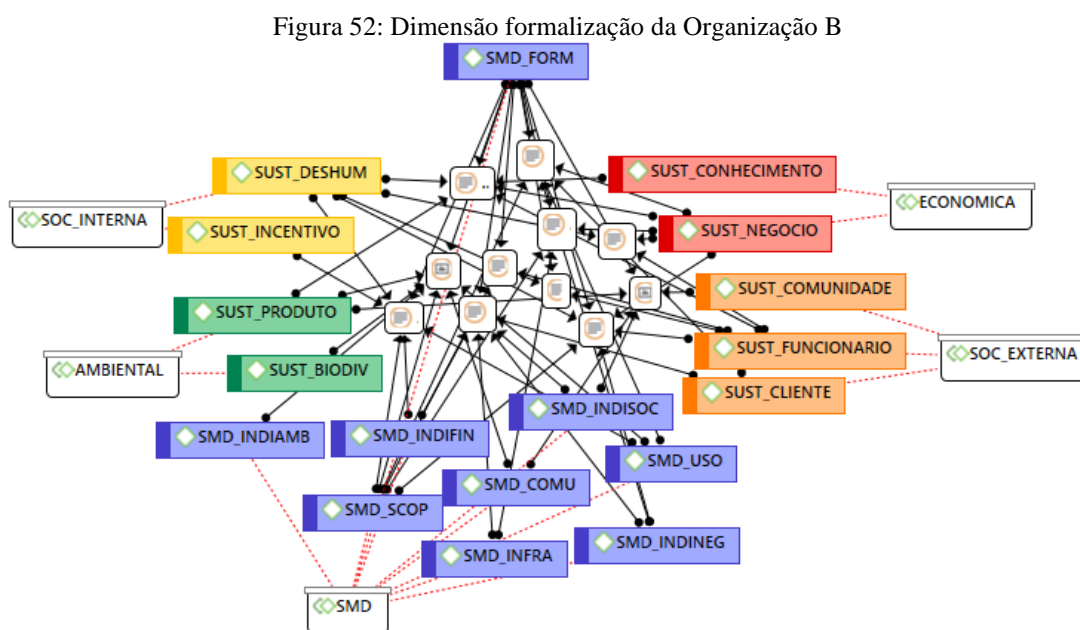 Figura 52: Dimensão formalização da Organização B
SMD_FORM
SUST_DESHUM
SUST_CONHECIMENTO
SOC_INTERNA
ECONOMICA
SUST_INCENTIVO
SUST_NEGOCIO
SUST_COMUNIDADE
SUST_PRODUTO
SUST_FUNCIONARIO
SOC_EXTERNA
AMBIENTAL
SUST_BIODIV
SUST_CLIENTE
SMD_INDISOC
SMD_INDIAMB
SMD_INDIFIN
SMD_USO
SMD_COMU
SMD_SCOP
SMD_INDINEG
SMD_INFRA
SMD